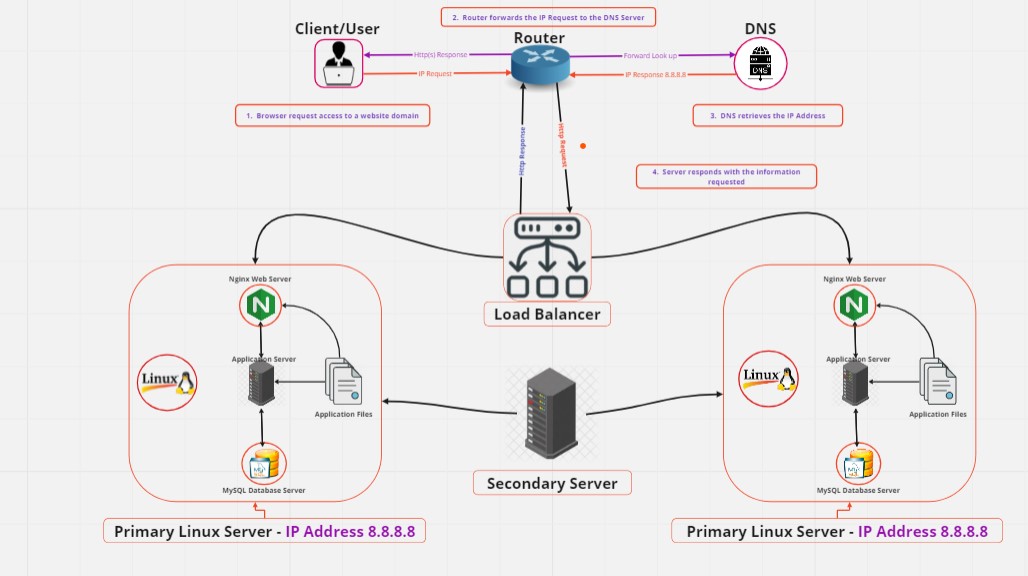 2. Router forwards the IP Request to the DNS Server
Client/User
Router
DNS
Http(s) Response
Forward Look up
IP Request
IP Response 8.8.8.8
DNS
1. Browser request access to a website domain
3. DNS retrieves the IP Address
Http Response
Http Request
4. Server responds with the information
requested
Nginx Web Server
Nginx Web Server
N
N
Load Balancer
Application Server
Application Server
Linux
Linux
Application Files
Application Files
Secondary Server
MySQL Database Server
MySQL Database Server
Primary Linux Server - IP Address 8.8.8.8
Primary Linux Server - IP Address 8.8.8.8